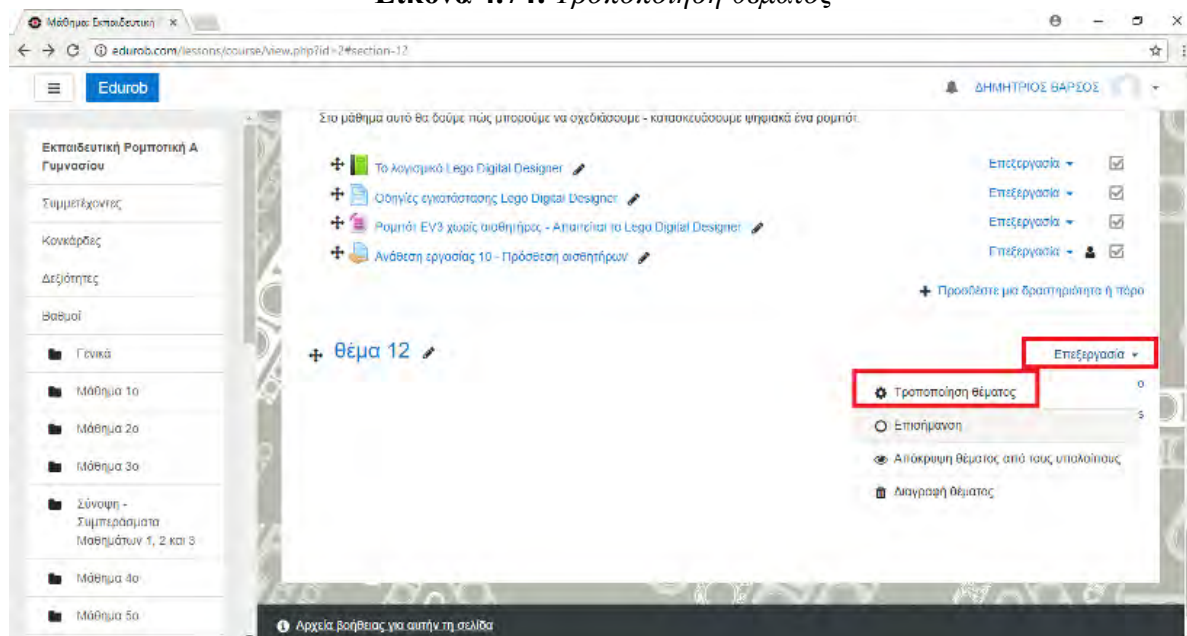 Εικόνα 4.74: Τροποποίηση θέματος
Μάθημα: Εκπαιδευτική
edurob.com/lessons/course/view.php?id=2#section-12
Edurob
ΔΗΜΗΤΡΙΟΣ ΒΑΡΣΟΣ
Στο μάθημα αυτό θα δούμε πώς μπορούμε να σχεδιάσουμε - κατασκευάσουμε ψηφιακά ένα ρομπότ.
Εκπαιδευτική Ρομποτική Α
Γυμνασίου
Συμμετέχοντες
Κονκάρδες
Δεξιότητες
Βαθμοί
Γενικά
Μάθημα 1ο
Μάθημα 2ο
Μάθημα 3ο
Σύνοψη -
Συμπεράσματα
Μαθημάτων 1, 2 και 3
Μάθημα 4ο
Μάθημα 5ο
Το λογισμικό Lego Digital Designer Επεξεργασία
Οδηγίες εγκατάστασης Lego Digital Designer Επεξεργασία
Ρομπότ EV3 χωρίς αισθητήρες - Απαιτείται το Lego Digital Designer Επεξεργασία
Ανάθεση εργασίας 10 - Πρόσθεση αισθητήρων Επεξεργασία
Προσθέστε μια δραστηριότητα ή πόρο
θέμα 12 Επεξεργασία
Τροποποίηση θέματος
Επισήμανση
Απόκρυψη θέματος από τους υπολοίπους
Διαγραφή θέματος
Αρχεία βοήθειας για αυτήν τη σελίδα